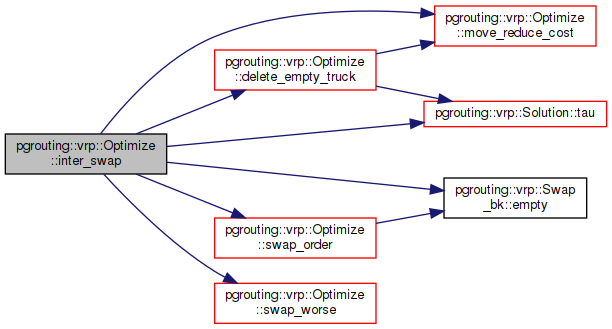 pgrouting::vrp::Optimize
::inter_swap
pgrouting::vrp::Optimize
::move_reduce_cost
pgrouting::vrp::Optimize
::delete_empty_truck
pgrouting::vrp::Solution::tau
pgrouting::vrp::Swap
_bk::empty
pgrouting::vrp::Optimize
::swap_order
pgrouting::vrp::Optimize
::swap_worse